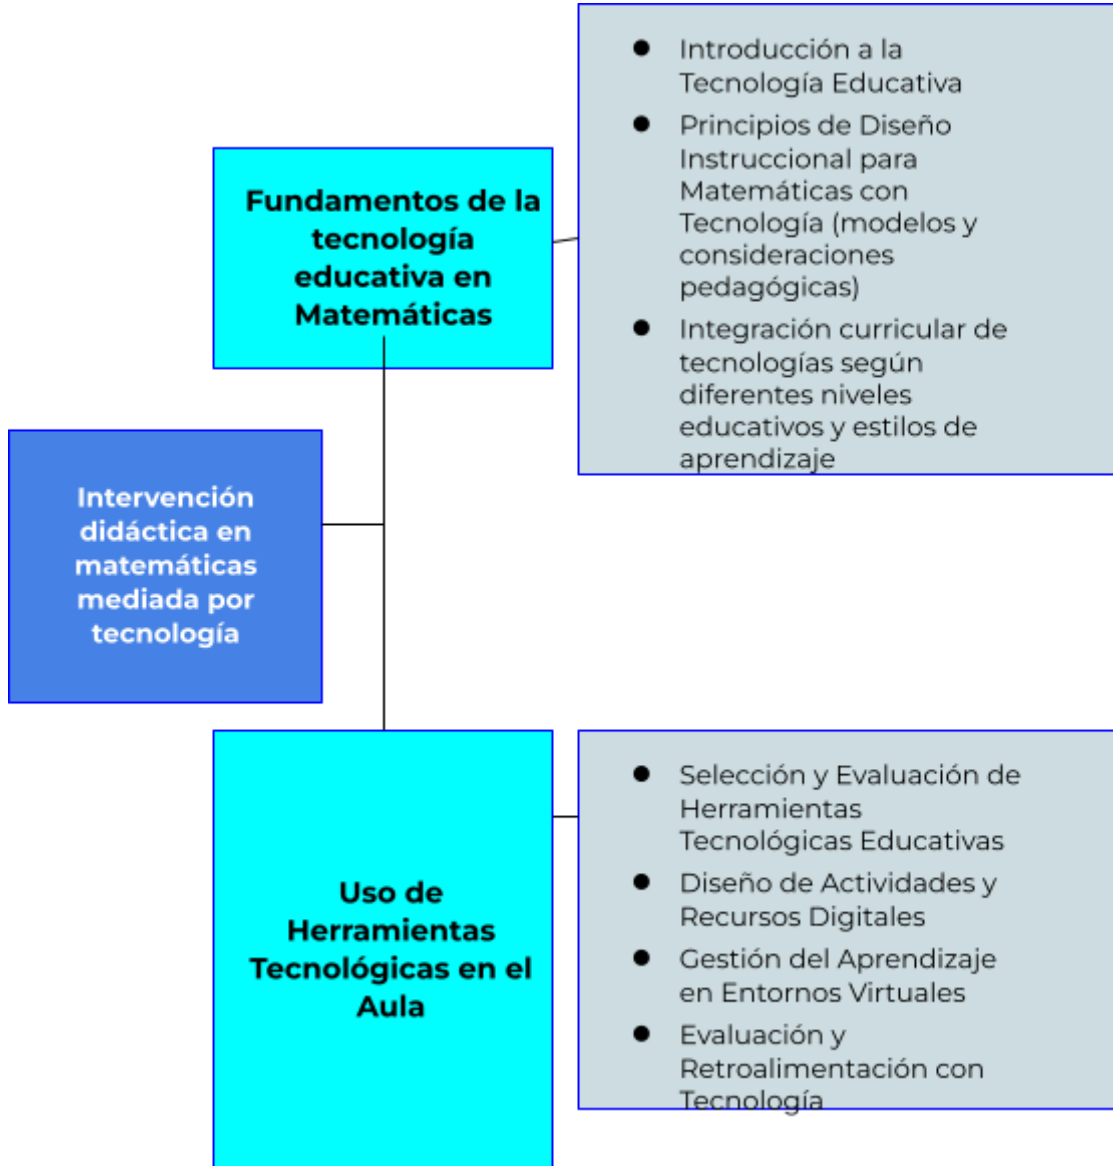 Introducción a la
Tecnología Educativa
Principios de Diseño
Instruccional para
Matemáticas con
Tecnología (modelos y
consideraciones
pedagógicas)
Integración curricular de
tecnologías según
diferentes niveles
educativos y estilos de
aprendizaje
Fundamentos de la
tecnología
educativa en
Matemáticas
Intervención
didáctica en
matemáticas
mediada por
tecnología
Uso de
Herramientas
Tecnológicas en el
Aula
Selección y Evaluación de
Herramientas
Tecnológicas Educativas
Diseño de Actividades y
Recursos Digitales
Gestión del Aprendizaje
en Entornos Virtuales
Evaluación y
Retroalimentación con
Tecnología